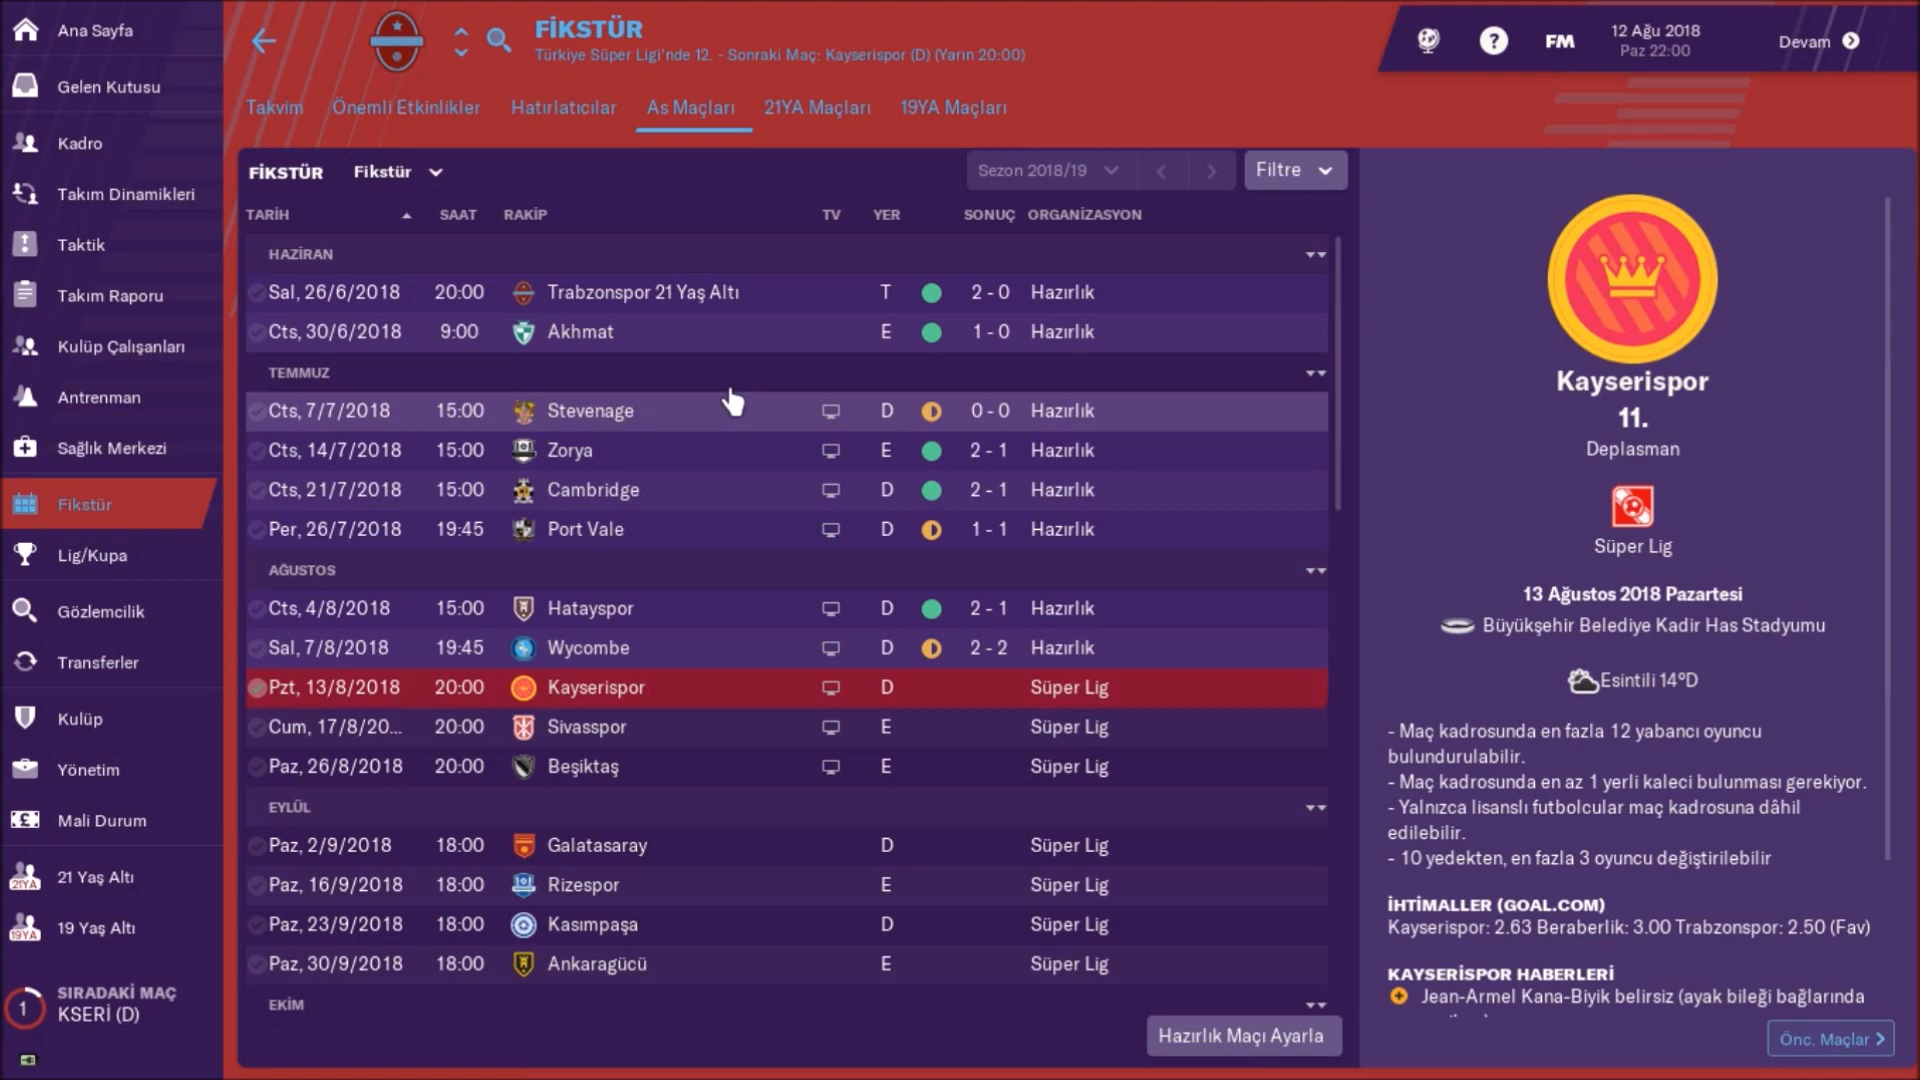 Ana Sayfa
Gelen Kutusu
Kadro
Takım Dinamikleri
Taktik
Takım Raporu
Kulüp Çalışanları
Antrenman
Sağlık Merkezi
Fikstür
Lig/Kupa
Gözlemcilik
Transferler
Kulüp
Yönetim
Mali Durum
21YA
21 Yaş Altı
19YA
19 Yaş Altı
1
SIRADAKİ MAÇ
KSERİ (D)
FİKSTÜR
Türkiye Süper Ligi'nde 12. - Sonraki Maç: Kayserispor (D) (Yarın 20:00)
? FM
12 Ağu 2018
Paz 22:00
Devam
Takvim Önemli Etkinlikler Hatırlatıcılar As Maçları 21YA Maçları 19YA Maçları
FİKSTÜR Fikstür Sezon 2018/19 Filtre
TARİH SAAT RAKİP TV YER SONUÇ ORGANİZASYON
HAZİRAN
Sal, 26/6/2018 20:00 Trabzonspor 21 Yaş Altı T 2 - 0 Hazırlık
Cts, 30/6/2018 9:00 Akhmat E 1 - 0 Hazırlık
TEMMUZ
Cts, 7/7/2018 15:00 Stevenage D 0 - 0 Hazırlık
Cts, 14/7/2018 15:00 Zorya E 2 - 1 Hazırlık
Cts, 21/7/2018 15:00 Cambridge D 2 - 1 Hazırlık
Per, 26/7/2018 19:45 Port Vale D 1 - 1 Hazırlık
AĞUSTOS
Cts, 4/8/2018 15:00 Hatayspor D 2 - 1 Hazırlık
Sal, 7/8/2018 19:45 Wycombe D 2 - 2 Hazırlık
Pzt, 13/8/2018 20:00 Kayserispor D Süper Lig
Cum, 17/8/20... 20:00 Sivasspor E Süper Lig
Paz, 26/8/2018 20:00 Beşiktaş E Süper Lig
EYLÜL
Paz, 2/9/2018 18:00 Galatasaray D Süper Lig
Paz, 16/9/2018 18:00 Rizespor E Süper Lig
Paz, 23/9/2018 18:00 Kasımpaşa D Süper Lig
Paz, 30/9/2018 18:00 Ankaragücü E Süper Lig
EKİM
Hazırlık Maçı Ayarla
Kayserispor
11.
Deplasman
Süper Lig
13 Ağustos 2018 Pazartesi
Büyükşehir Belediye Kadir Has Stadyumu
Esintili 14°D
- Maç kadrosunda en fazla 12 yabancı oyuncu
bulundurulabilir.
- Maç kadrosunda en az 1 yerli kaleci bulunması gerekiyor.
- Yalnızca lisanslı futbolcular maç kadrosuna dâhil
edilebilir.
- 10 yedekten, en fazla 3 oyuncu değiştirilebilir
İHTİMALLER (GOAL.COM)
Kayserispor: 2.63 Beraberlik: 3.00 Trabzonspor: 2.50 (Fav)
KAYSERİSPOR HABERLERİ
Jean-Armel Kana-Biyik belirsiz (ayak bileği bağlarında
Önc. Maçlar